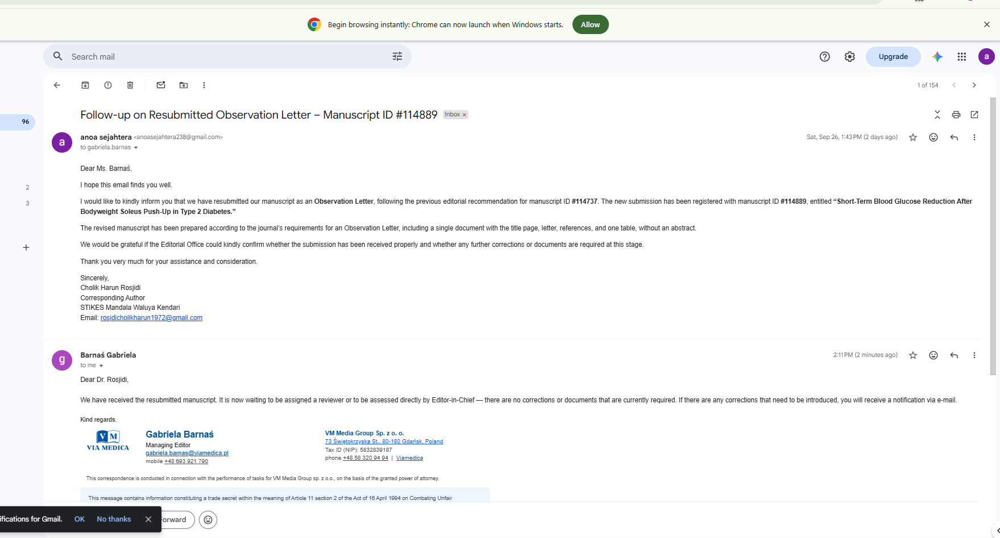 Begin browsing instantly: Chrome can now launch when Windows starts.
Allow
Search mail
Upgrade
a
1 of 154
96
Follow-up on Resubmitted Observation Letter – Manuscript ID #114889
Inbox ×
a
anoa sejahtera <anoasejahtera238@gmail.com>
Sat, Sep 26, 1:43 PM (2 days ago)
to gabriela.barnas
Dear Ms. Barnaś,
I hope this email finds you well.
2
I would like to kindly inform you that we have resubmitted our manuscript as an Observation Letter, following the previous editorial recommendation for manuscript ID #114737. The new submission has been registered with manuscript ID #114889, entitled “Short-Term Blood Glucose Reduction After
3
Bodyweight Soleus Push-Up in Type 2 Diabetes.”
The revised manuscript has been prepared according to the journal’s requirements for an Observation Letter, including a single document with the title page, letter, references, and one table, without an abstract.
We would be grateful if the Editorial Office could kindly confirm whether the submission has been received properly and whether any further corrections or documents are required at this stage.
Thank you very much for your assistance and consideration.
Sincerely,
Cholik Harun Rosjidi
Corresponding Author
STIKES Mandala Waluya Kendari
Email: rosjdicholikharun1972@gmail.com
g
Barnaś Gabriela
2:11 PM (2 minutes ago)
to me
Dear Dr. Rosjidi,
We have received the resubmitted manuscript. It is now waiting to be assigned a reviewer or to be assessed directly by Editor-in-Chief — there are no corrections or documents that are currently required. If there are any corrections that need to be introduced, you will receive a notification via e-mail.
Kind regards,
VM
VIA MEDICA
Gabriela Barnaś
Managing Editor
gabriela.barnas@viamedica.pl
mobile +48 693 921 790
VM Media Group Sp. z o. o.
73 Świętokrzyska St., 80-180 Gdańsk, Poland
Tax ID (NIP): 5832839187
phone +48 58 320 94 94 | Viamedica
This correspondence is conducted in connection with the performance of tasks for VM Media Group sp. z o.o., on the basis of the granted power of attorney.
This message contains information constituting a trade secret within the meaning of Article 11 section 2 of the Act of 16 April 1994 on Combating Unfair
ifications for Gmail.
OK
No thanks
Forward